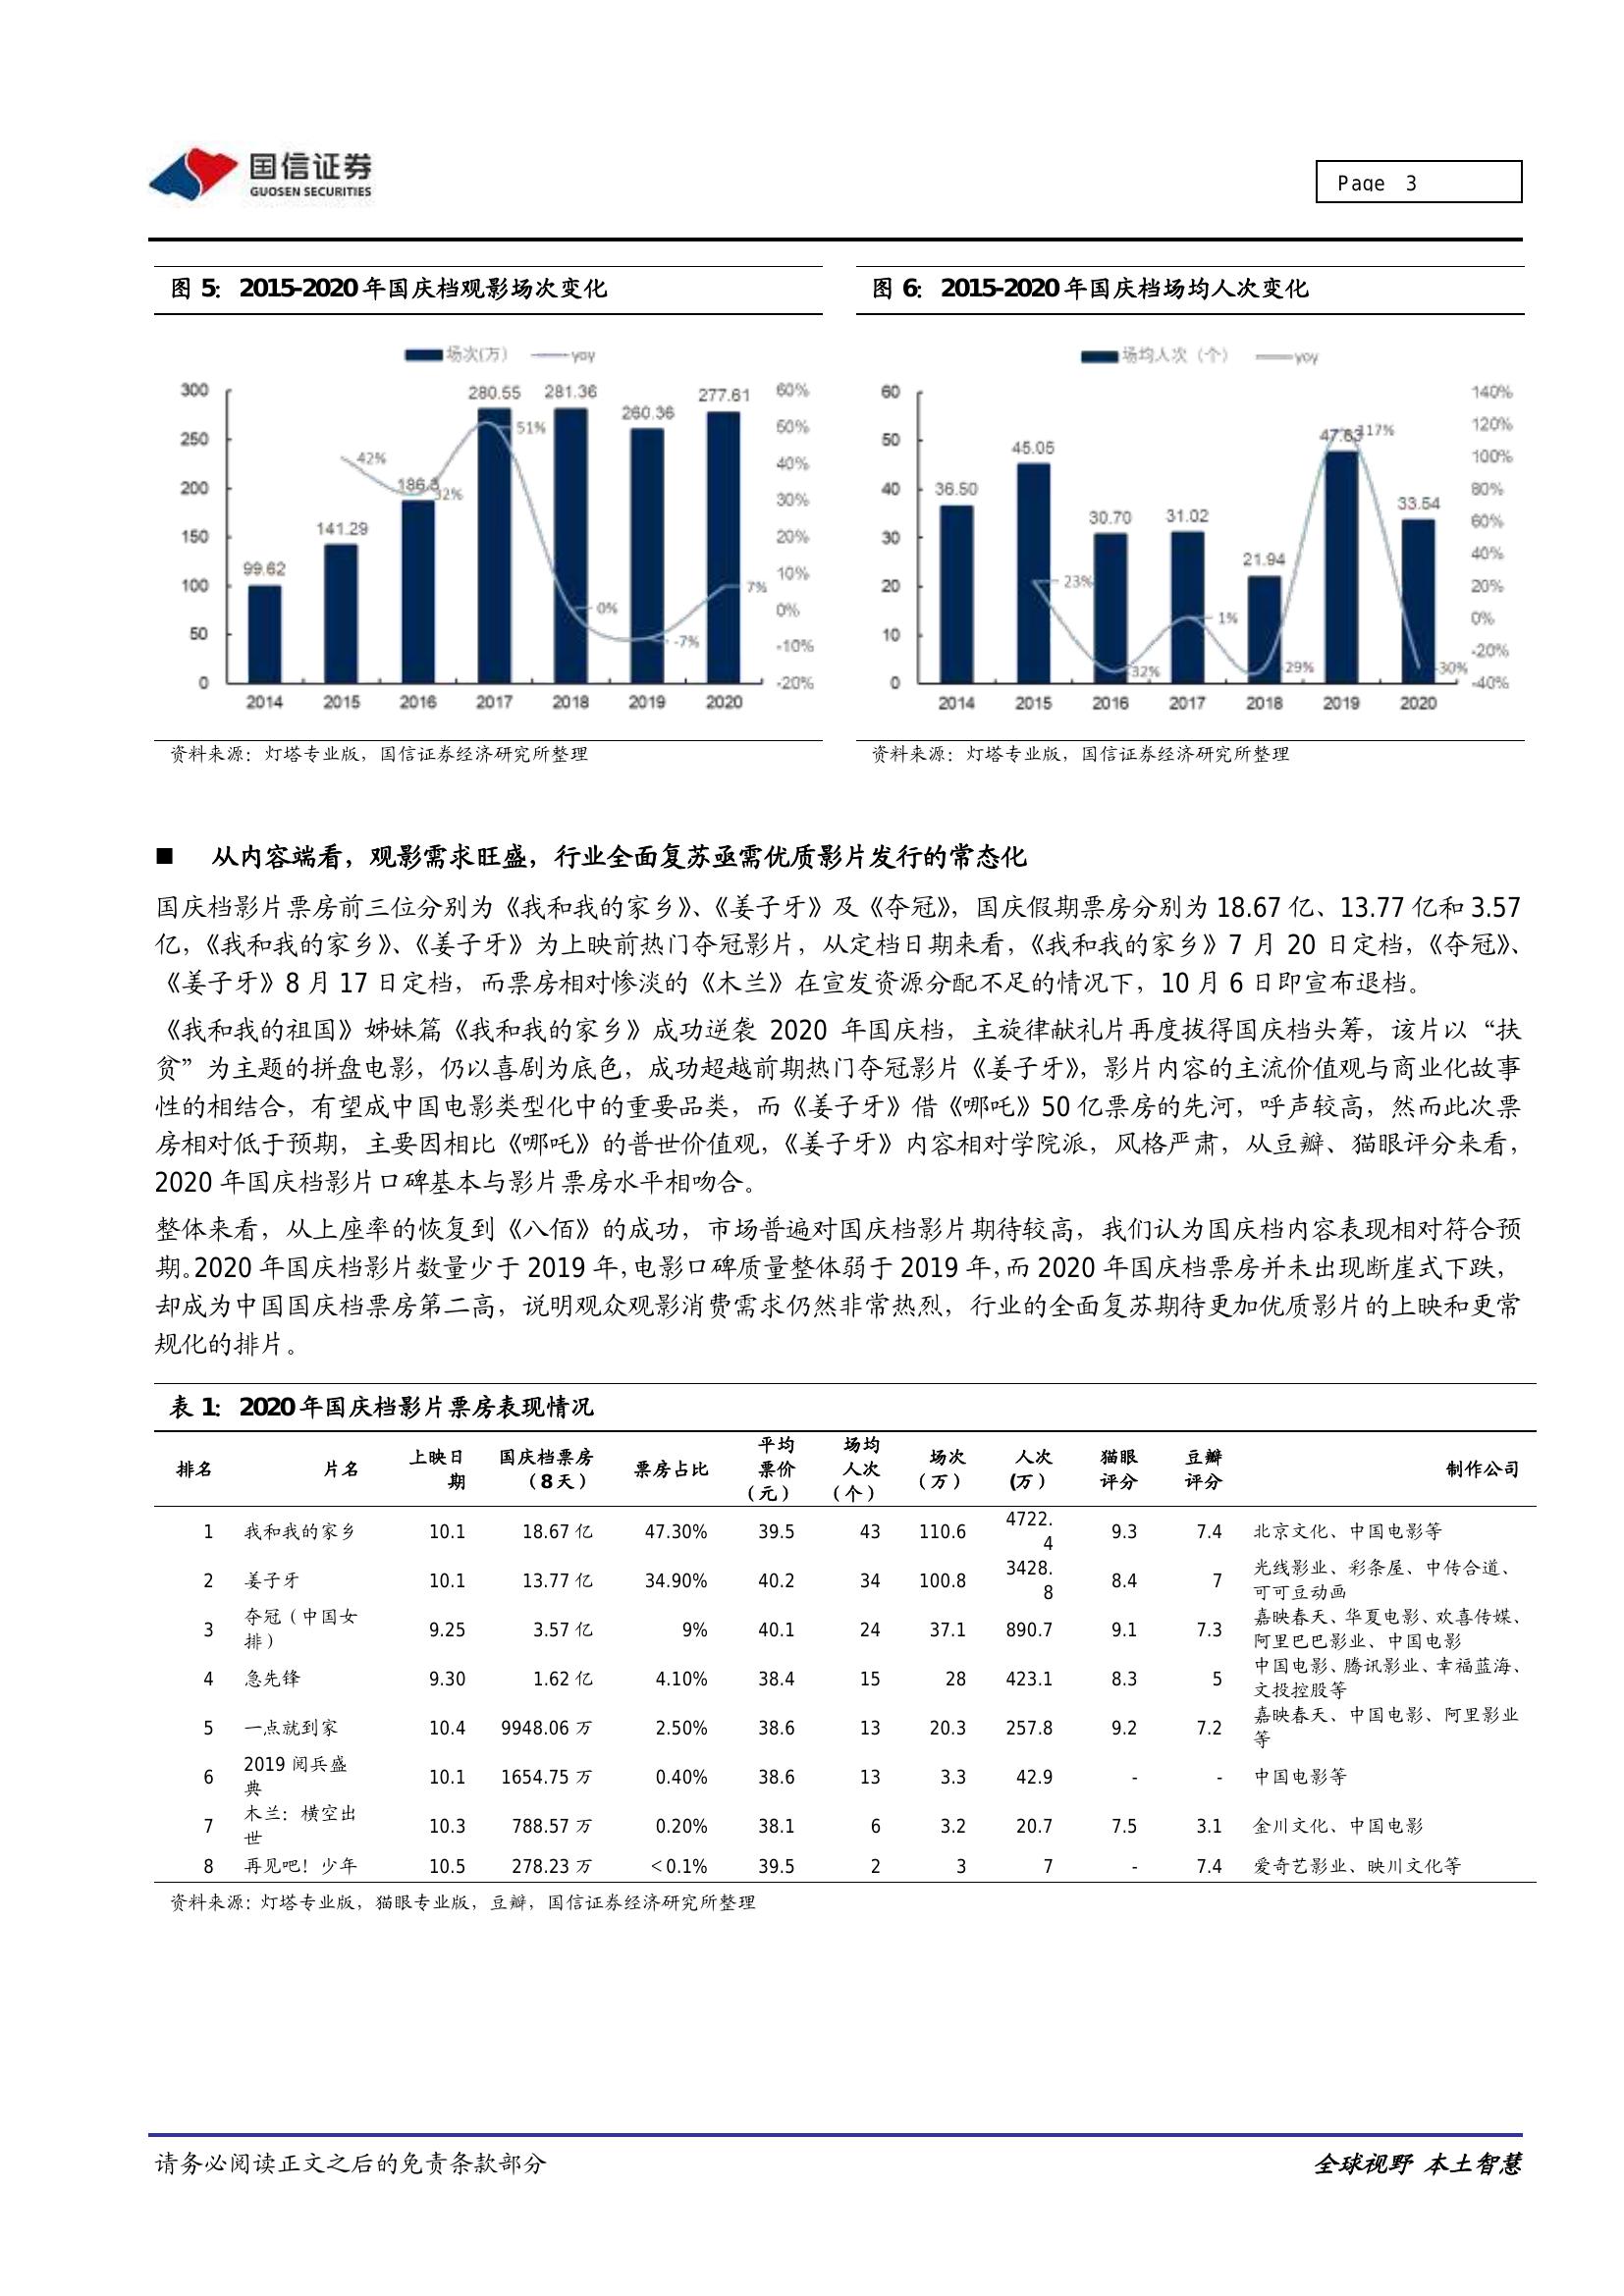 国信证券
GUOSEN SECURITIES
Page 3
图 5：2015-2020 年国庆档观影场次变化
场次(万) yoy
300
250
200
150
100
50
0
60%
50%
40%
30%
20%
10%
0%
-10%
-20%
99.62
141.29
186.3
280.55
281.36
260.36
277.61
42%
32%
51%
0%
-7%
7%
2014 2015 2016 2017 2018 2019 2020
资料来源：灯塔专业版，国信证券经济研究所整理
图 6：2015-2020 年国庆档场均人次变化
场均人次（个） yoy
60
50
40
30
20
10
0
140%
120%
100%
80%
60%
40%
20%
0%
-20%
-40%
36.50
45.05
30.70
31.02
21.94
47.63
33.54
23%
-32%
1%
-29%
117%
-30%
2014 2015 2016 2017 2018 2019 2020
资料来源：灯塔专业版，国信证券经济研究所整理
■ 从内容端看，观影需求旺盛，行业全面复苏亟需优质影片发行的常态化
国庆档影片票房前三位分别为《我和我的家乡》、《姜子牙》及《夺冠》，国庆假期票房分别为 18.67 亿、13.77 亿和 3.57
亿，《我和我的家乡》、《姜子牙》为上映前热门夺冠影片，从定档日期来看，《我和我的家乡》7 月 20 日定档，《夺冠》、
《姜子牙》8 月 17 日定档，而票房相对惨淡的《木兰》在宣发资源分配不足的情况下，10 月 6 日即宣布退档。
《我和我的祖国》姊妹篇《我和我的家乡》成功逆袭 2020 年国庆档，主旋律献礼片再度拔得国庆档头筹，该片以“扶
贫”为主题的拼盘电影，仍以喜剧为底色，成功超越前期热门夺冠影片《姜子牙》，影片内容的主流价值观与商业化故事
性的相结合，有望成中国电影类型化中的重要品类，而《姜子牙》借《哪吒》50 亿票房的先河，呼声较高，然而此次票
房相对低于预期，主要因相比《哪吒》的普世价值观，《姜子牙》内容相对学院派，风格严肃，从豆瓣、猫眼评分来看，
2020 年国庆档影片口碑基本与影片票房水平相吻合。
整体来看，从上座率的恢复到《八佰》的成功，市场普遍对国庆档影片期待较高，我们认为国庆档内容表现相对符合预
期。2020 年国庆档影片数量少于 2019 年，电影口碑质量整体弱于 2019 年，而 2020 年国庆档票房并未出现断崖式下跌，
却成为中国国庆档票房第二高，说明观众观影消费需求仍然非常热烈，行业的全面复苏期待更加优质影片的上映和更常
规化的排片。
表 1：2020 年国庆档影片票房表现情况
排名 片名 上映日期 国庆档票房（8天） 票房占比 平均票价（元） 场均人次（个） 场次（万） 人次(万) 猫眼评分 豆瓣评分 制作公司
1 我和我的家乡 10.1 18.67 亿 47.30% 39.5 43 110.6 4722.4 9.3 7.4 北京文化、中国电影等
2 姜子牙 10.1 13.77 亿 34.90% 40.2 34 100.8 3428.8 8.4 7 光线影业、彩条屋、中传合道、可可豆动画
3 夺冠（中国女排） 9.25 3.57 亿 9% 40.1 24 37.1 890.7 9.1 7.3 嘉映春天、华夏电影、欢喜传媒、阿里巴巴影业、中国电影
4 急先锋 9.30 1.62 亿 4.10% 38.4 15 28 423.1 8.3 5 中国电影、腾讯影业、幸福蓝海、文投控股等
5 一点就到家 10.4 9948.06 万 2.50% 38.6 13 20.3 257.8 9.2 7.2 嘉映春天、中国电影、阿里影业等
6 2019 阅兵盛典 10.1 1654.75 万 0.40% 38.6 13 3.3 42.9 - - 中国电影等
7 木兰：横空出世 10.3 788.57 万 0.20% 38.1 6 3.2 20.7 7.5 3.1 金川文化、中国电影
8 再见吧！少年 10.5 278.23 万 ＜0.1% 39.5 2 3 7 - 7.4 爱奇艺影业、映川文化等
资料来源：灯塔专业版，猫眼专业版，豆瓣，国信证券经济研究所整理
请务必阅读正文之后的免责条款部分
全球视野 本土智慧